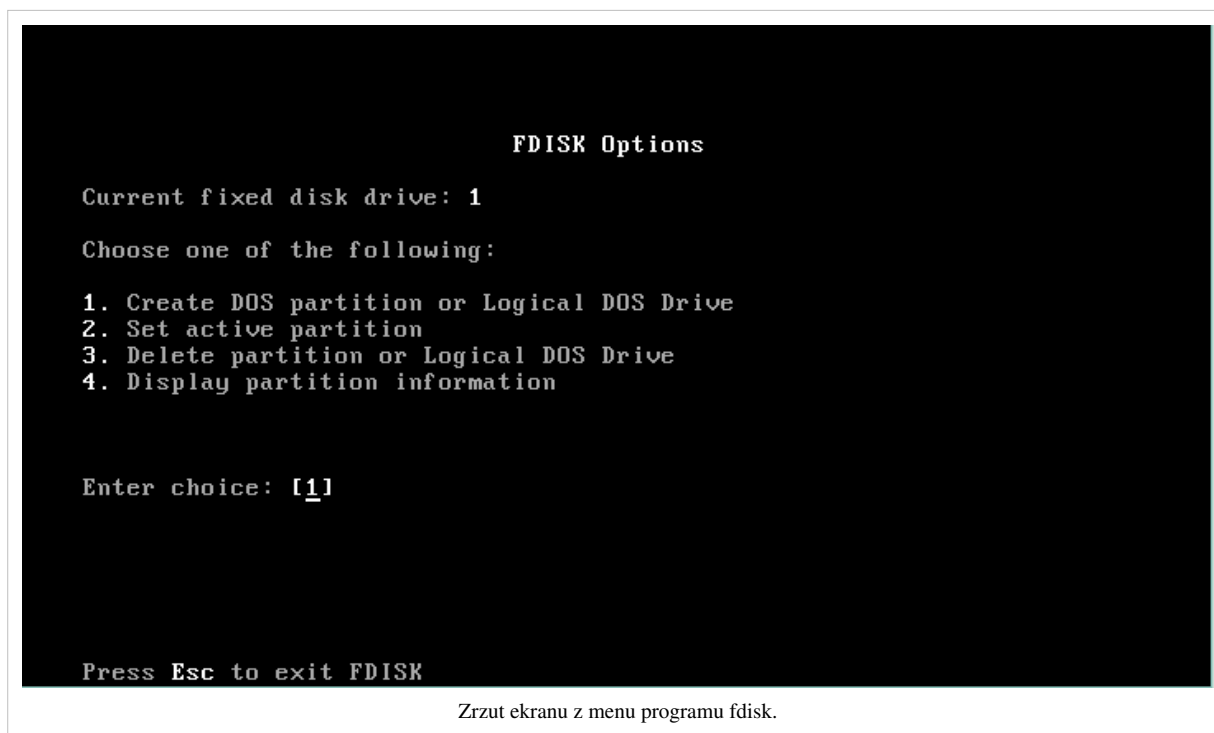 FDISK Options
Current fixed disk drive: 1
Choose one of the following:
1. Create DOS partition or Logical DOS Drive
2. Set active partition
3. Delete partition or Logical DOS Drive
4. Display partition information
Enter choice: [1]
Press Esc to exit FDISK
Zrzut ekranu z menu programu fdisk.